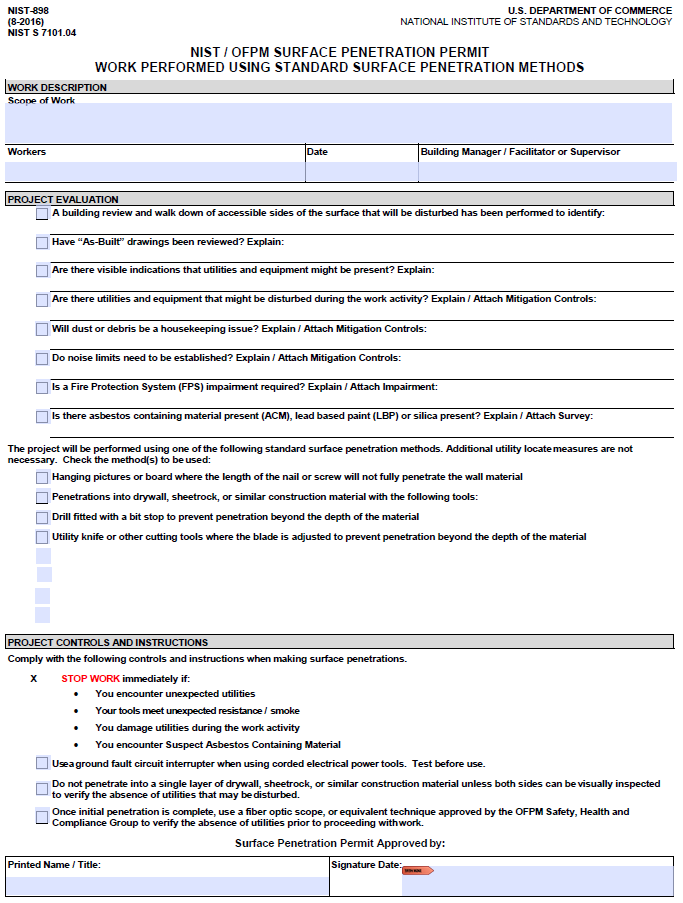 NIST-898
(8-2016)
NIST S 7101.04
U.S. DEPARTMENT OF COMMERCE
NATIONAL INSTITUTE OF STANDARDS AND TECHNOLOGY
NIST / OFPM SURFACE PENETRATION PERMIT
WORK PERFORMED USING STANDARD SURFACE PENETRATION METHODS
WORK DESCRIPTION
Scope of Work
Workers
Date
Building Manager / Facilitator or Supervisor
PROJECT EVALUATION
A building review and walk down of accessible sides of the surface that will be disturbed has been performed to identify:
Have “As-Built” drawings been reviewed? Explain:
Are there visible indications that utilities and equipment might be present? Explain:
Are there utilities and equipment that might be disturbed during the work activity? Explain / Attach Mitigation Controls:
Will dust or debris be a housekeeping issue? Explain / Attach Mitigation Controls:
Do noise limits need to be established? Explain / Attach Mitigation Controls:
Is a Fire Protection System (FPS) impairment required? Explain / Attach Impairment:
Is there asbestos containing material present (ACM), lead based paint (LBP) or silica present? Explain / Attach Survey:
The project will be performed using one of the following standard surface penetration methods. Additional utility locate measures are not
necessary. Check the method(s) to be used:
Hanging pictures or board where the length of the nail or screw will not fully penetrate the wall material
Penetrations into drywall, sheetrock, or similar construction material with the following tools:
Drill fitted with a bit stop to prevent penetration beyond the depth of the material
Utility knife or other cutting tools where the blade is adjusted to prevent penetration beyond the depth of the material
PROJECT CONTROLS AND INSTRUCTIONS
Comply with the following controls and instructions when making surface penetrations.
X STOP WORK immediately if:
• You encounter unexpected utilities
• Your tools meet unexpected resistance / smoke
• You damage utilities during the work activity
• You encounter Suspect Asbestos Containing Material
Use a ground fault circuit interrupter when using corded electrical power tools. Test before use.
Do not penetrate into a single layer of drywall, sheetrock, or similar construction material unless both sides can be visually inspected
to verify the absence of utilities that may be disturbed.
Once initial penetration is complete, use a fiber optic scope, or equivalent technique approved by the OFPM Safety, Health and
Compliance Group to verify the absence of utilities prior to proceeding with work.
Surface Penetration Permit Approved by:
Printed Name / Title:
Signature Date: